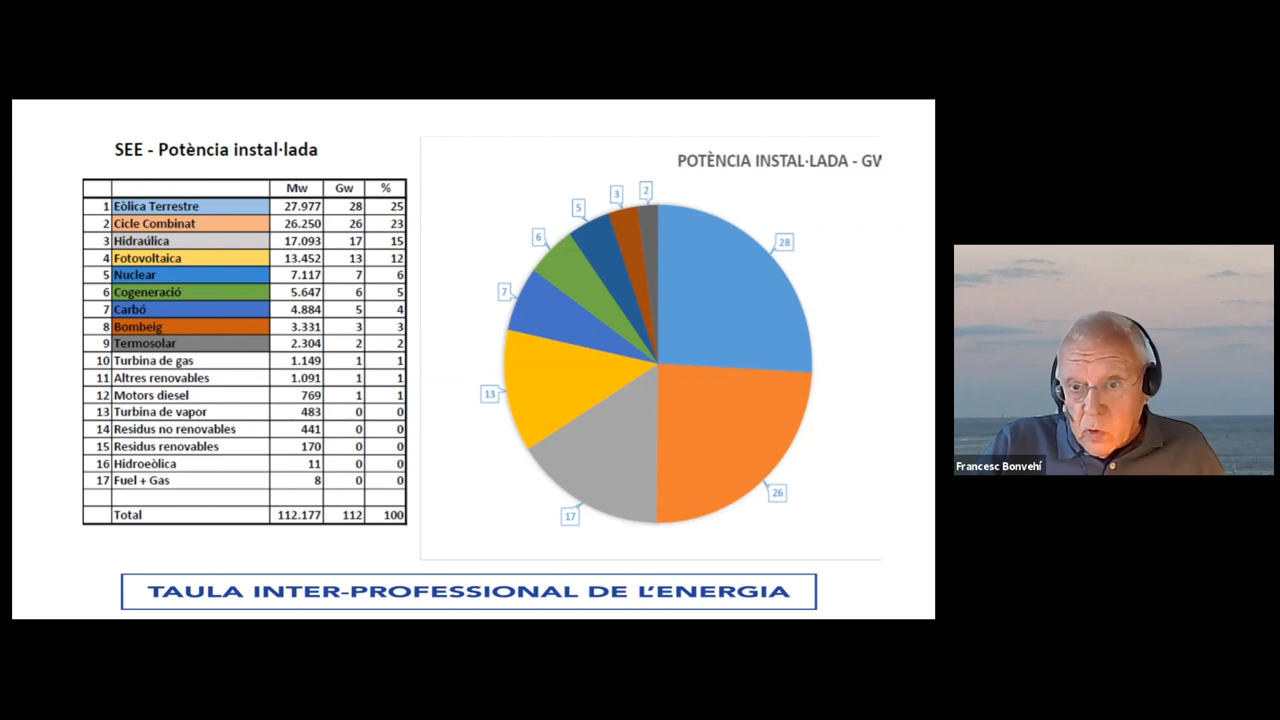 SEE - Potència instal·lada
Mw Gw %
1 Eòlica Terrestre 27.977 28 25
2 Cicle Combinat 26.250 26 23
3 Hidraúlica 17.093 17 15
4 Fotovoltaica 13.452 13 12
5 Nuclear 7.117 7 6
6 Cogeneració 5.647 6 5
7 Carbó 4.884 5 4
8 Bombeig 3.331 3 3
9 Termosolar 2.304 2 2
10 Turbina de gas 1.149 1 1
11 Altres renovables 1.091 1 1
12 Motors diesel 769 1 1
13 Turbina de vapor 483 0 0
14 Residus no renovables 441 0 0
15 Residus renovables 170 0 0
16 Hidroeòlica 11 0 0
17 Fuel + Gas 8 0 0
Total 112.177 112 100
POTÈNCIA INSTAL·LADA - GW
2
3
5
6
28
7
13
26
17
TAULA INTER-PROFESSIONAL DE L'ENERGIA
Francesc Bonvehí